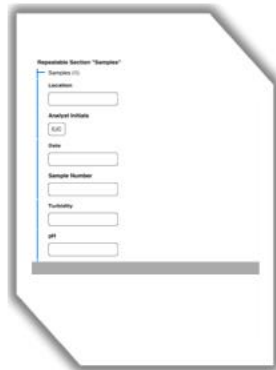 Repeatable Section "Samples"
Samples (1)
Location
Analyst Initials
Date
Sample Number
Turbidity
pH